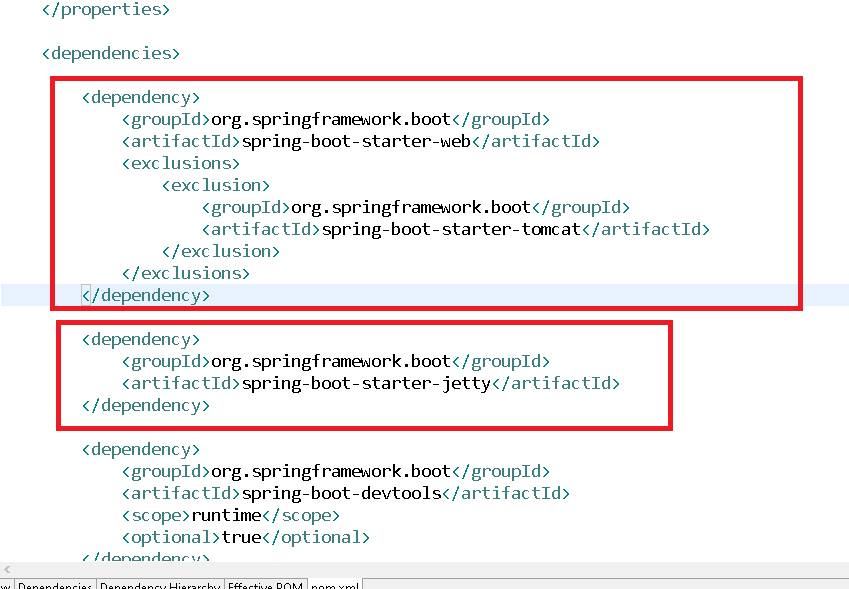 </properties>
<dependencies>
<dependency>
<groupId>org.springframework.boot</groupId>
<artifactId>spring-boot-starter-web</artifactId>
<exclusions>
<exclusion>
<groupId>org.springframework.boot</groupId>
<artifactId>spring-boot-starter-tomcat</artifactId>
</exclusion>
</exclusions>
</dependency>
<dependency>
<groupId>org.springframework.boot</groupId>
<artifactId>spring-boot-starter-jetty</artifactId>
</dependency>
<dependency>
<groupId>org.springframework.boot</groupId>
<artifactId>spring-boot-devtools</artifactId>
<scope>runtime</scope>
<optional>true</optional>
</dependency>
Dependencies Dependency Hierarchy Effective POM pom.xml